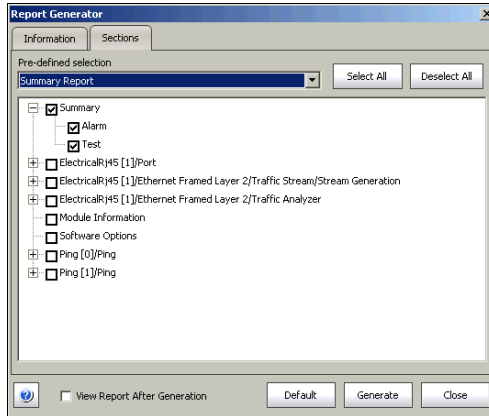 Report Generator
Information Sections
Pre-defined selection
Summary Report Select All Deselect All
Summary
Alarm
Test
ElectricalRj45 [1]/Port
ElectricalRj45 [1]/Ethernet Framed Layer 2/Traffic Stream/Stream Generation
ElectricalRj45 [1]/Ethernet Framed Layer 2/Traffic Analyzer
Module Information
Software Options
Ping [0]/Ping
Ping [1]/Ping
View Report After Generation Default Generate Close